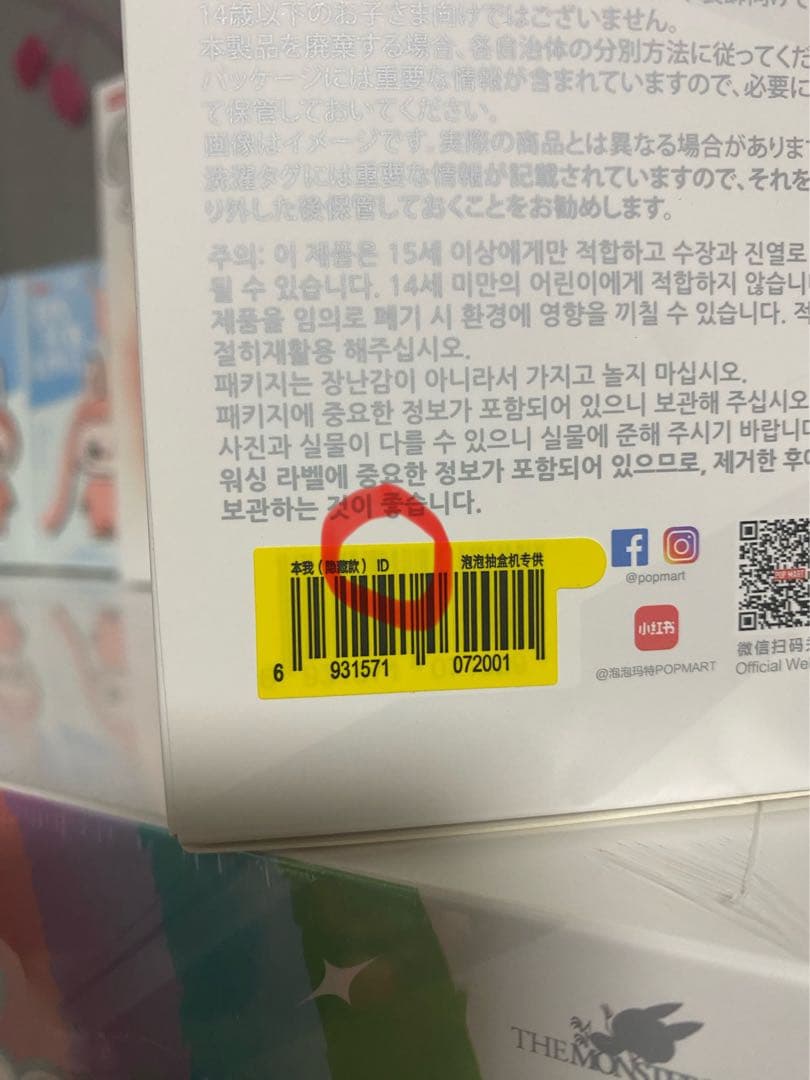 14歳以下のお子さま向けではございません。
本製品を廃棄する場合、各自治体の分別方法に従ってくだ
パッケージには重要な情報が含まれていますので、必要に
て保管しておいてください。
画像はイメージです。実際の商品とは異なる場合があります
洗濯タグには重要な情報が記載されていますので、それを
り外した後保管しておくことをお勧めします。
주의: 이 제품은 15세 이상에게만 적합하고 수장과 진열로
될 수 있습니다. 14세 미만의 어린이에게 적합하지 않습니
제품을 임의로 폐기 시 환경에 영향을 끼칠 수 있습니다. 적
절히재활용 해주십시오.
패키지는 장난감이 아니라서 가지고 놀지 마십시오.
패키지에 중요한 정보가 포함되어 있으니 보관해 주십시오
사진과 실물이 다를 수 있으니 실물에 준해 주시기 바랍니다
워싱 라벨에 중요한 정보가 포함되어 있으므로, 제거한 후에
보관하는 것이 좋습니다.
本我（隐藏款） ID 泡泡抽盒机专供
6 931571 072001
@popmart
小红书
@泡泡玛特POPMART
POP MART
微信扫码关
Official We
THE MONSTE